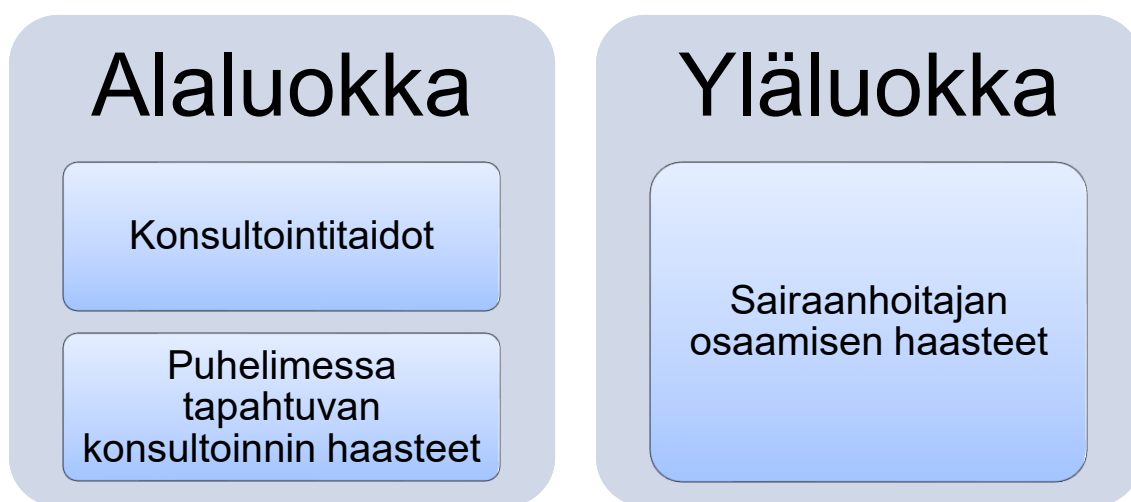 Alaluokka
Konsultointitaidot
Puhelimessa
tapahtuvan
konsultoinnin haasteet
Yläluokka
Sairaanhoitajan
osaamisen haasteet